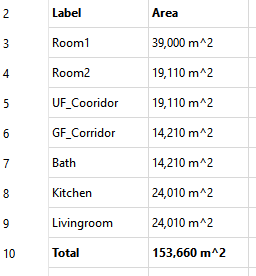 2 Label Area
3 Room1 39,000 m^2
4 Room2 19,110 m^2
5 UF_Cooridor 19,110 m^2
6 GF_Corridor 14,210 m^2
7 Bath 14,210 m^2
8 Kitchen 24,010 m^2
9 Livingroom 24,010 m^2
10 Total 153,660 m^2